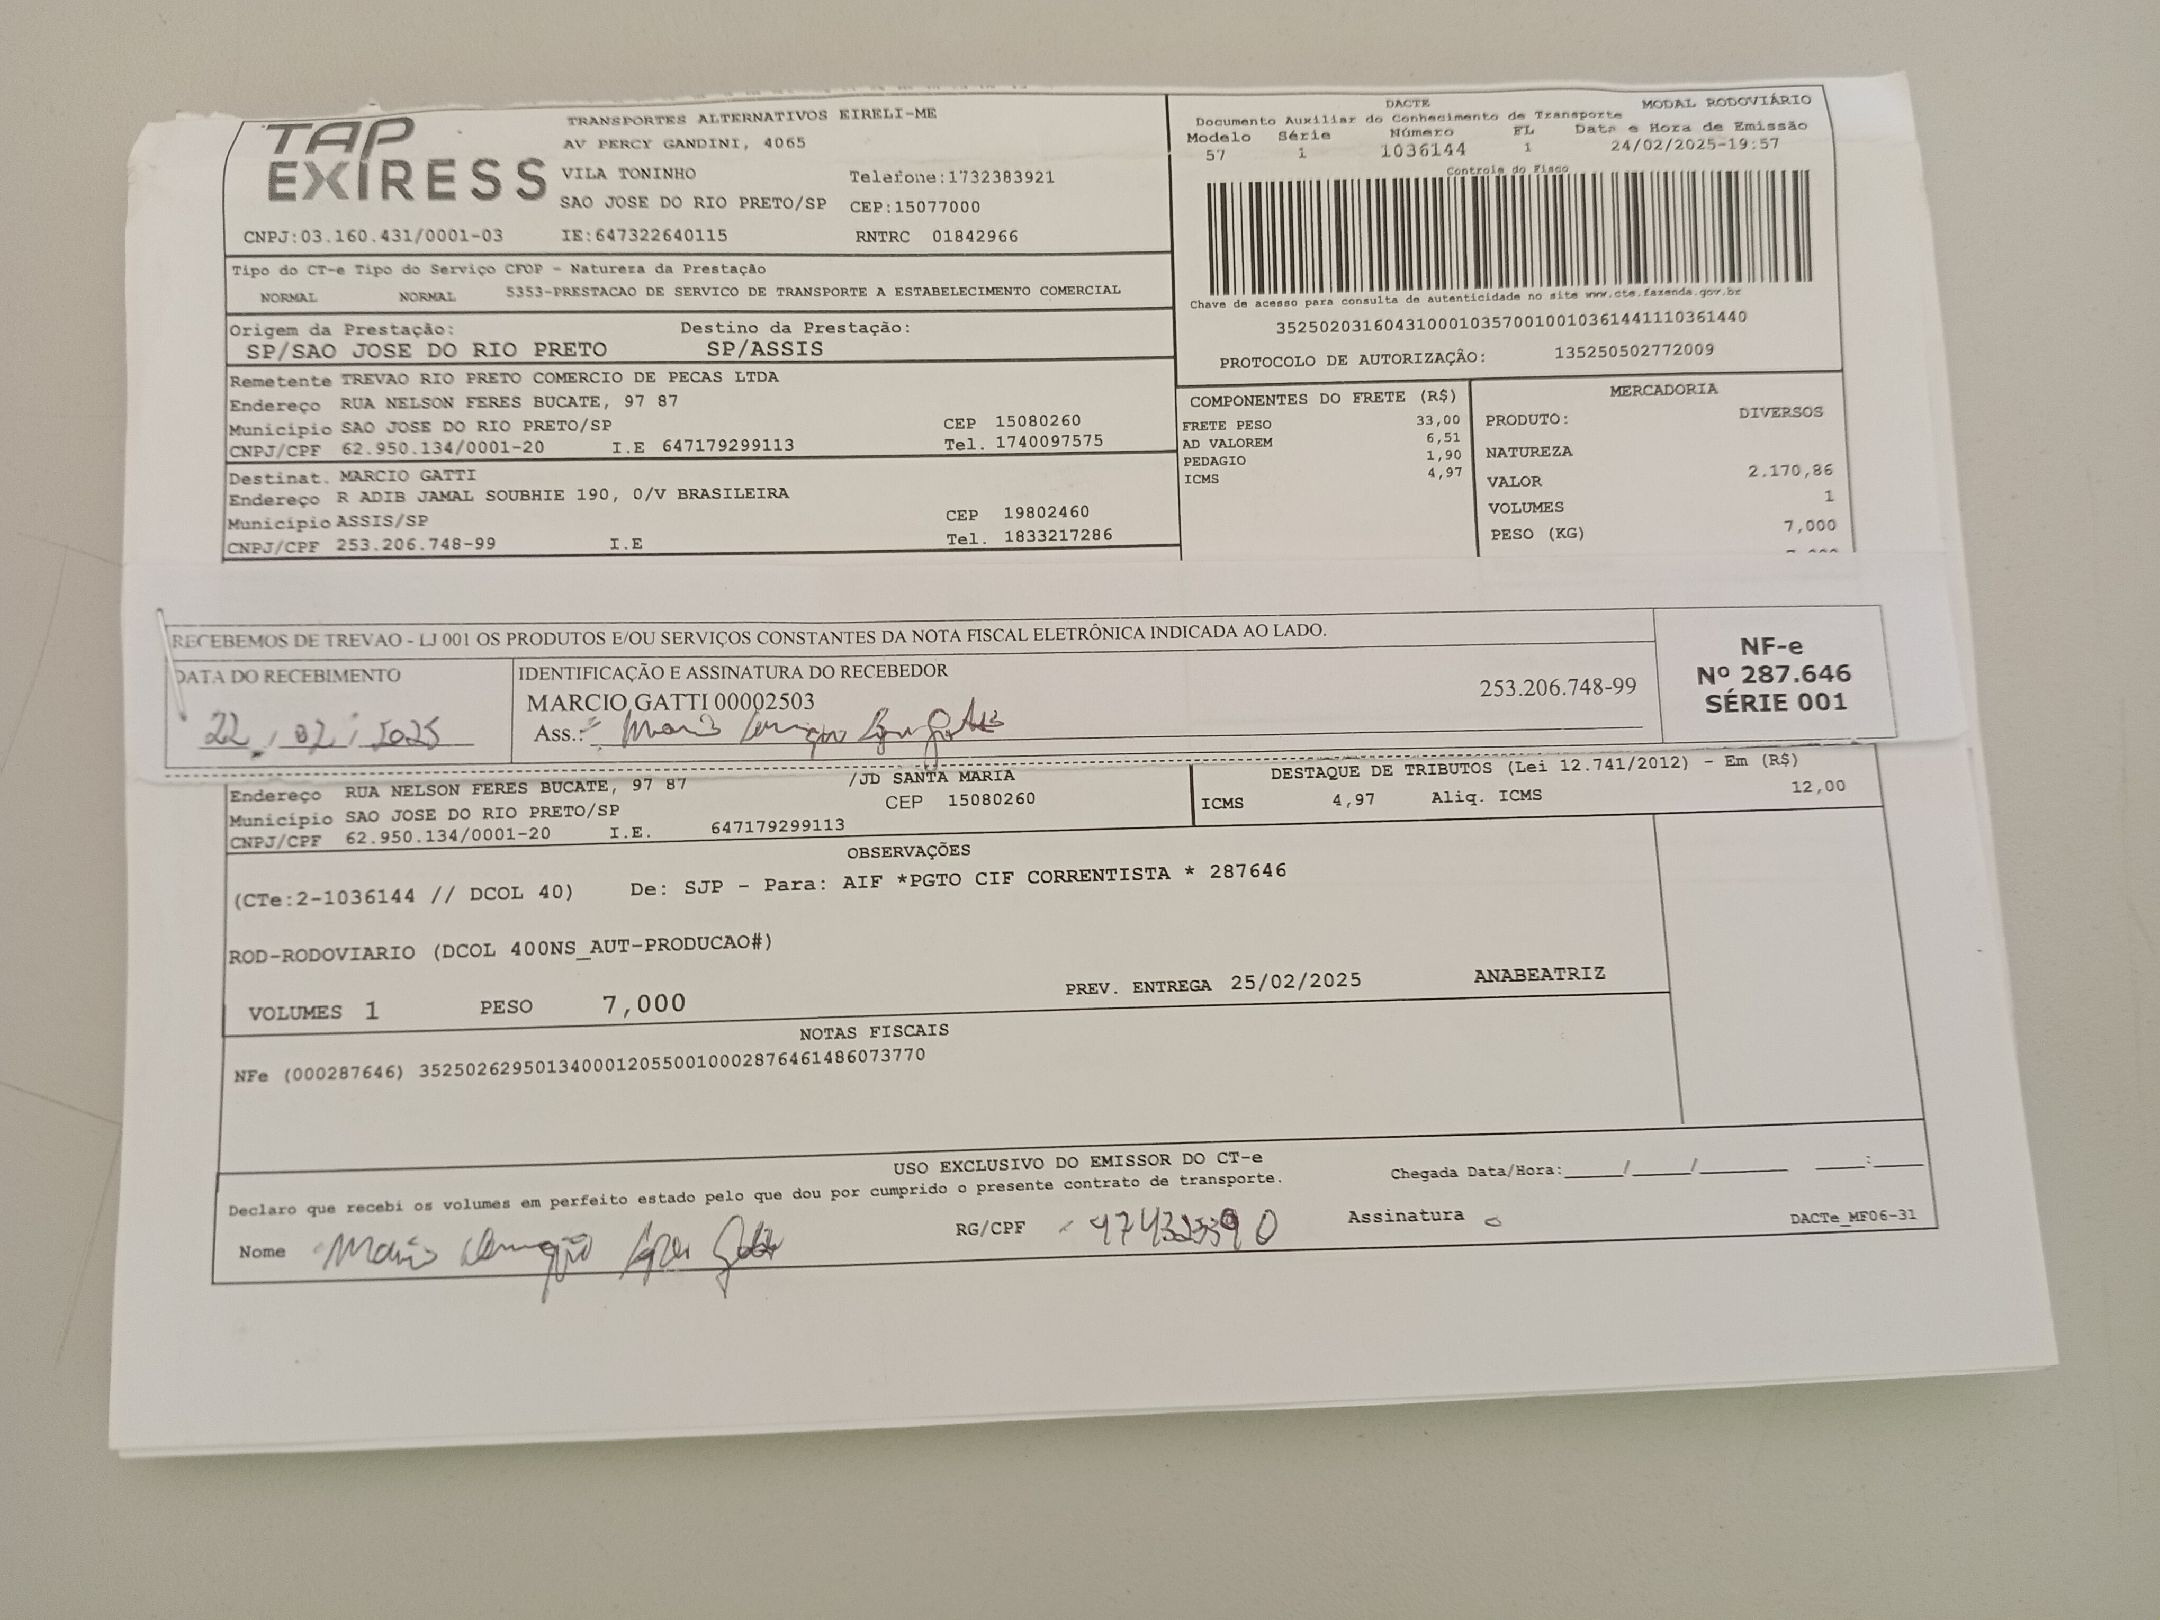 TAP
EXPRESS
TRANSPORTES ALTERNATIVOS EIRELI-ME
AV PERCY GANDINI, 4065
VILA TONINHO Telefone:1732383921
SAO JOSE DO RIO PRETO/SP CEP:15077000
CNPJ:03.160.431/0001-03 IE:647322640115 RNTRC 01842966
DACTE MODAL RODOVIÁRIO
Documento Auxiliar do Conhecimento de Transporte
Modelo Série Número FL Data e Hora de Emissão
57 1 1036144 1 24/02/2025-19:57
Controle do Fisco
Chave de acesso para consulta de autenticidade no site www.cte.fazenda.gov.br
35250203160431000103570010010361441110361440
PROTOCOLO DE AUTORIZAÇÃO: 135250502772009
Tipo do CT-e Tipo do Serviço CFOP - Natureza da Prestação
NORMAL NORMAL 5353-PRESTACAO DE SERVICO DE TRANSPORTE A ESTABELECIMENTO COMERCIAL
Origem da Prestação: Destino da Prestação:
SP/SAO JOSE DO RIO PRETO SP/ASSIS
Remetente TREVAO RIO PRETO COMERCIO DE PECAS LTDA
Endereço RUA NELSON FERES BUCATE, 97 87
Município SAO JOSE DO RIO PRETO/SP CEP 15080260
CNPJ/CPF 62.950.134/0001-20 I.E 647179299113 Tel. 1740097575
Destinat. MARCIO GATTI
Endereço R ADIB JAMAL SOUBHIE 190, 0/V BRASILEIRA
Município ASSIS/SP CEP 19802460
CNPJ/CPF 253.206.748-99 I.E Tel. 1833217286
COMPONENTES DO FRETE (R$)
FRETE PESO 33,00
AD VALOREM 6,51
PEDAGIO 1,90
ICMS 4,97
MERCADORIA
PRODUTO: DIVERSOS
NATUREZA
VALOR 2.170,86
VOLUMES 1
PESO (KG) 7,000
RECEBEMOS DE TREVAO - LJ 001 OS PRODUTOS E/OU SERVIÇOS CONSTANTES DA NOTA FISCAL ELETRÔNICA INDICADA AO LADO.
DATA DO RECEBIMENTO
22 02 2025
IDENTIFICAÇÃO E ASSINATURA DO RECEBEDOR
MARCIO GATTI 00002503 253.206.748-99
Ass.:
NF-e
Nº 287.646
SÉRIE 001
Endereço RUA NELSON FERES BUCATE, 97 87 /JD SANTA MARIA
Município SAO JOSE DO RIO PRETO/SP CEP 15080260
CNPJ/CPF 62.950.134/0001-20 I.E. 647179299113
DESTAQUE DE TRIBUTOS (Lei 12.741/2012) - Em (R$)
ICMS 4,97 Aliq. ICMS 12,00
OBSERVAÇÕES
(CTe:2-1036144 // DCOL 40) De: SJP - Para: AIF *PGTO CIF CORRENTISTA * 287646
ROD-RODOVIARIO (DCOL 400NS_AUT-PRODUCAO#)
VOLUMES 1 PESO 7,000 PREV. ENTREGA 25/02/2025 ANABEATRIZ
NOTAS FISCAIS
NFe (000287646) 35250262950134000120550010002876461486073770
USO EXCLUSIVO DO EMISSOR DO CT-e
Declaro que recebi os volumes em perfeito estado pelo que dou por cumprido o presente contrato de transporte. Chegada Data/Hora:____/____/______ ____:____
Nome RG/CPF Assinatura DACTe_MF06-31